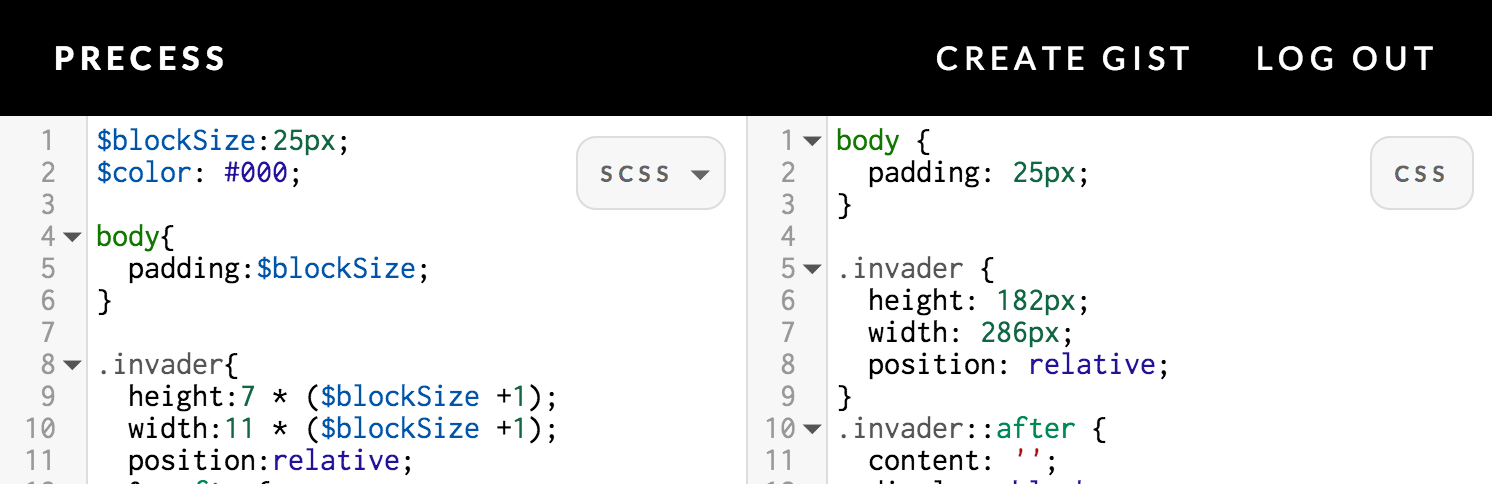 PRECESS CREATE GIST LOG OUT
1 $blockSize:25px;
2 $color: #000;
3
4 body{
5   padding:$blockSize;
6 }
7
8 .invader{
9   height:7 * ($blockSize +1);
10   width:11 * ($blockSize +1);
11   position:relative;
SCSS
1 body {
2   padding: 25px;
3 }
4
5 .invader {
6   height: 182px;
7   width: 286px;
8   position: relative;
9 }
10 .invader::after {
11   content: '';
CSS